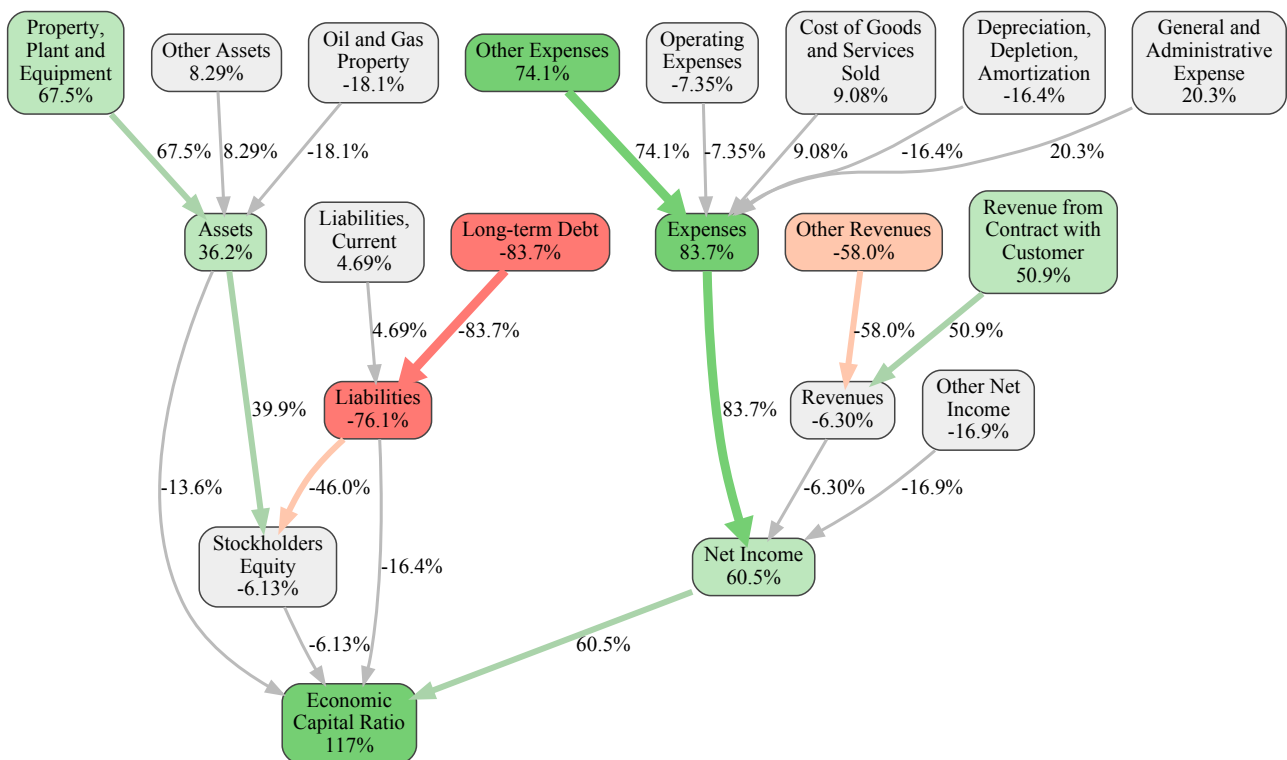 Property,
Plant and
Equipment
67.5%
Other Assets
8.29%
Oil and Gas
Property
-18.1%
Other Expenses
74.1%
Operating
Expenses
-7.35%
Cost of Goods
and Services
Sold
9.08%
Depreciation,
Depletion,
Amortization
-16.4%
General and
Administrative
Expense
20.3%
67.5%
8.29%
-18.1%
74.1%
-7.35%
9.08%
-16.4%
20.3%
Assets
36.2%
Liabilities,
Current
4.69%
Long-term Debt
-83.7%
Expenses
83.7%
Other Revenues
-58.0%
Revenue from
Contract with
Customer
50.9%
4.69%
-83.7%
-58.0%
50.9%
39.9%
Liabilities
-76.1%
83.7%
Revenues
-6.30%
Other Net
Income
-16.9%
-13.6%
-46.0%
-6.30%
-16.9%
Stockholders
Equity
-6.13%
-16.4%
Net Income
60.5%
-6.13%
60.5%
Economic
Capital Ratio
117%